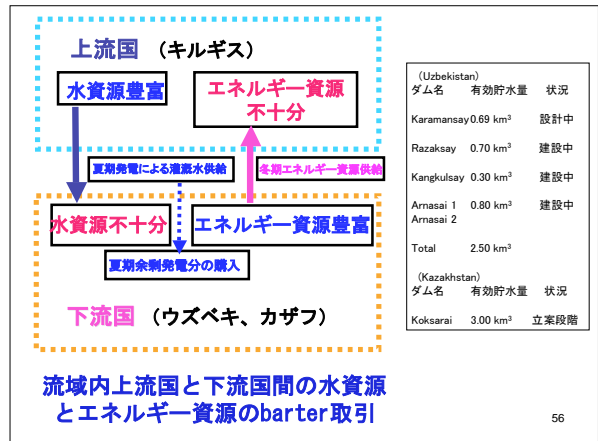 上流国 (キルギス)
水資源豊富
エネルギー資源
不十分
夏期発電による灌漑水供給
冬期エネルギー資源供給
水資源不十分
エネルギー資源豊富
夏期余剰発電分の購入
下流国 (ウズベキ、カザフ)
流域内上流国と下流国間の水資源
とエネルギー資源のbarter取引
(Uzbekistan)
ダム名 有効貯水量 状況
Karamansay 0.69 km³ 設計中
Razaksay 0.70 km³ 建設中
Kangkulsay 0.30 km³ 建設中
Arnasai 1 0.80 km³ 建設中
Arnasai 2
Total 2.50 km³
(Kazakhstan)
ダム名 有効貯水量 状況
Koksarai 3.00 km³ 立案段階
56